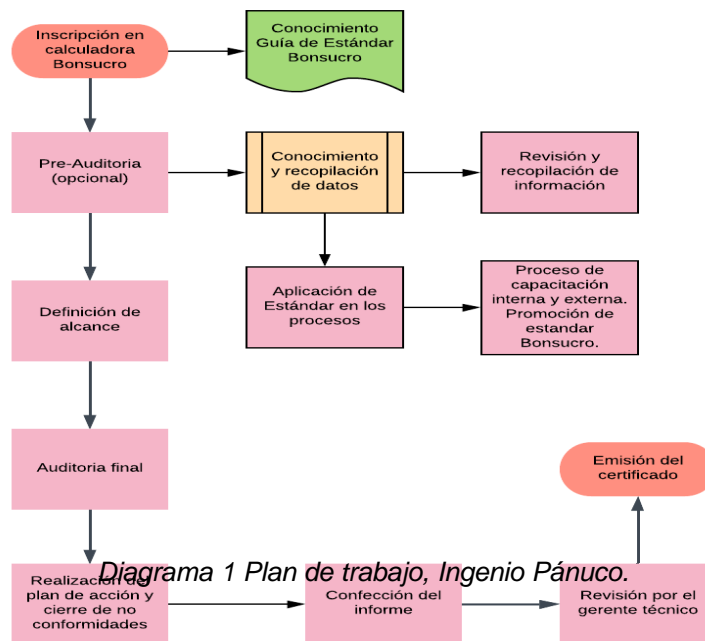 Inscripción en
calculadora
Bonsucro
Conocimiento
Guía de Estándar
Bonsucro
Pre-Auditoria
(opcional)
Conocimiento
y recopilación
de datos
Revisión y
recopilación de
información
Definición de
alcance
Aplicación de
Estándar en los
procesos
Proceso de
capacitación
interna y externa.
Promoción de
estandar
Bonsucro.
Auditoria final
Emisión del
certificado
Diagrama 1 Plan de trabajo, Ingenio Pánuco.
Realización del
plan de acción y
cierre de no
conformidades
Confección del
informe
Revisión por el
gerente técnico